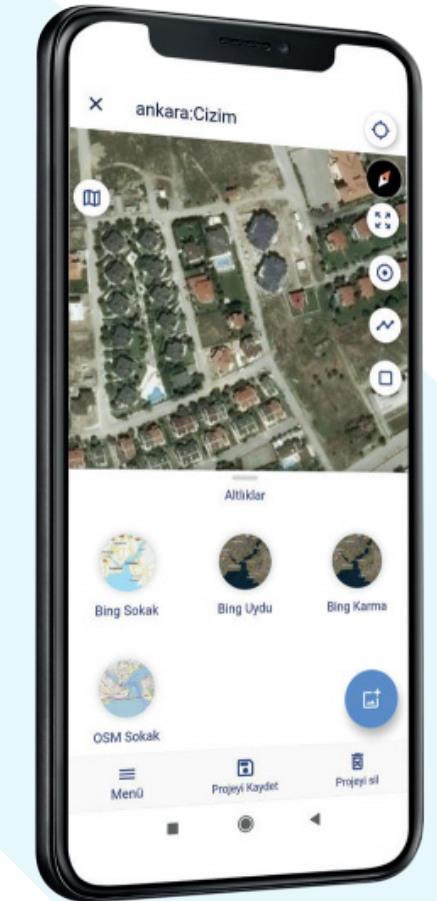 ankara:Cizim
Altlıklar
Bing Sokak
Bing Uydu
Bing Karma
OSM Sokak
Menü
Projeyi Kaydet
Projeyi sil